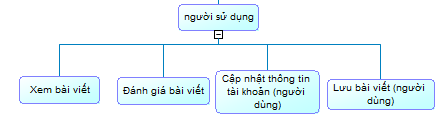 người sử dụng
Xem bài viết
Đánh giá bài viết
Cập nhật thông tin
tài khoản (người
dùng)
Lưu bài viết (người
dùng)